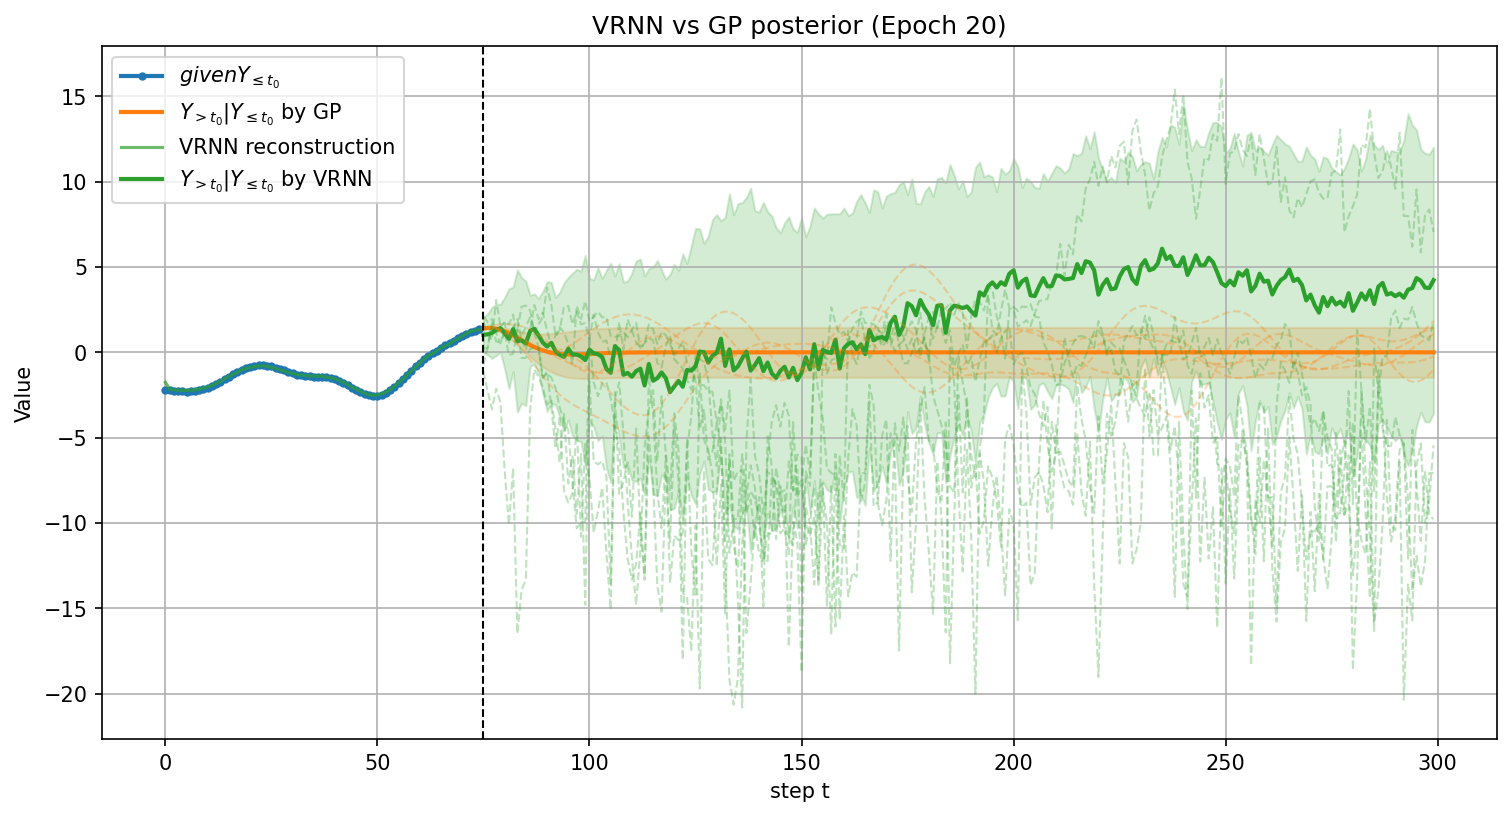 VRNN vs GP posterior (Epoch 20)
givenY≤t₀
Y>t₀|Y≤t₀ by GP
VRNN reconstruction
Y>t₀|Y≤t₀ by VRNN
Value
15
10
5
0
−5
−10
−15
−20
0 50 100 150 200 250 300
step t